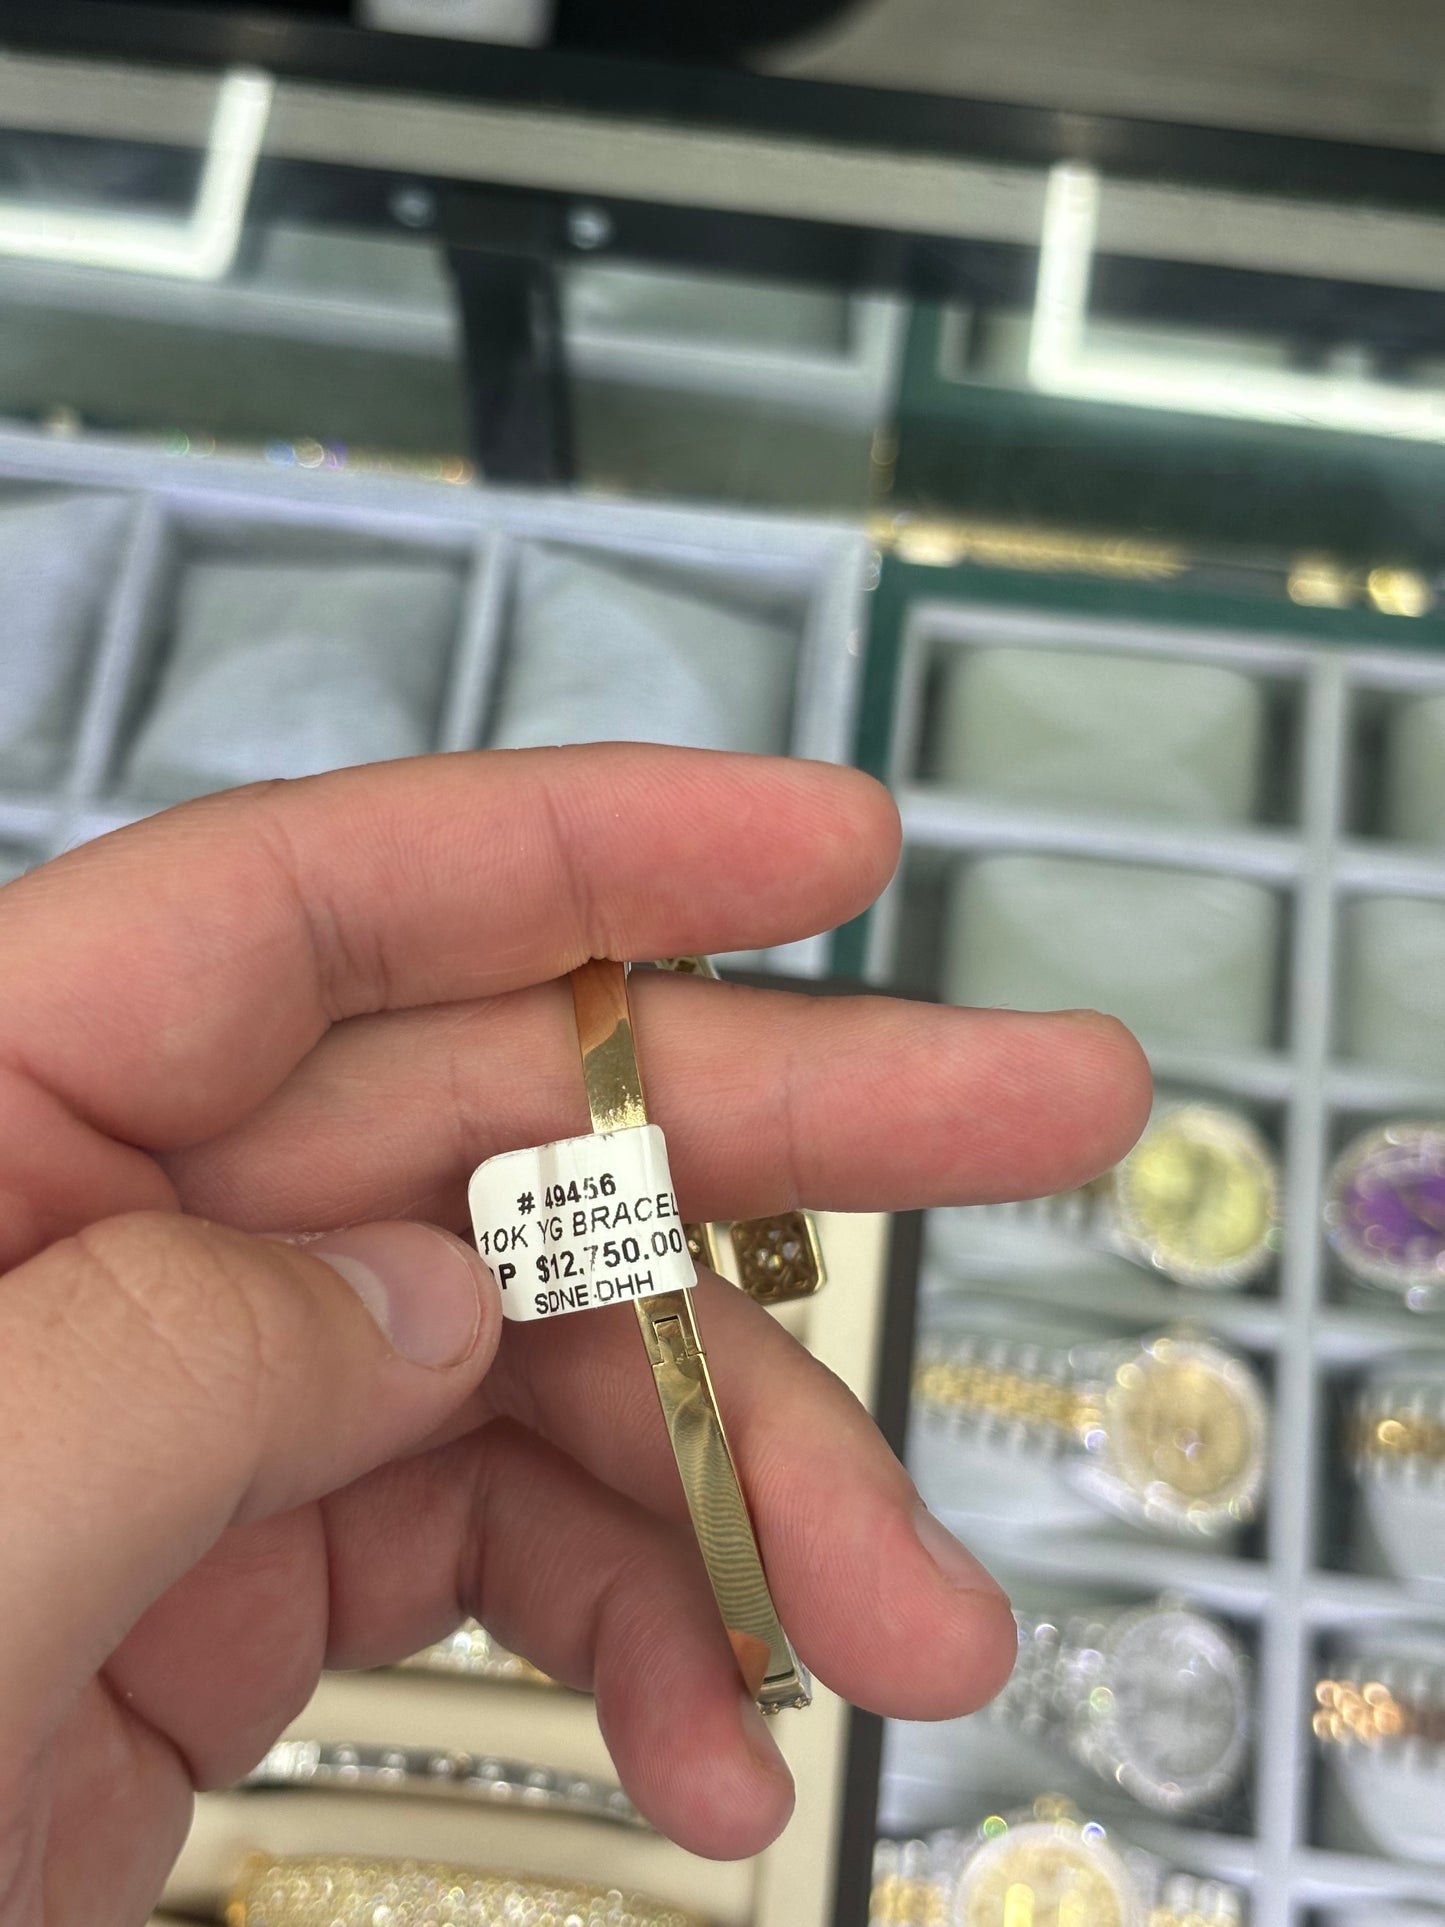 # 49456
10K YG BRACEL
P $12,750.00
SDNE-DHH